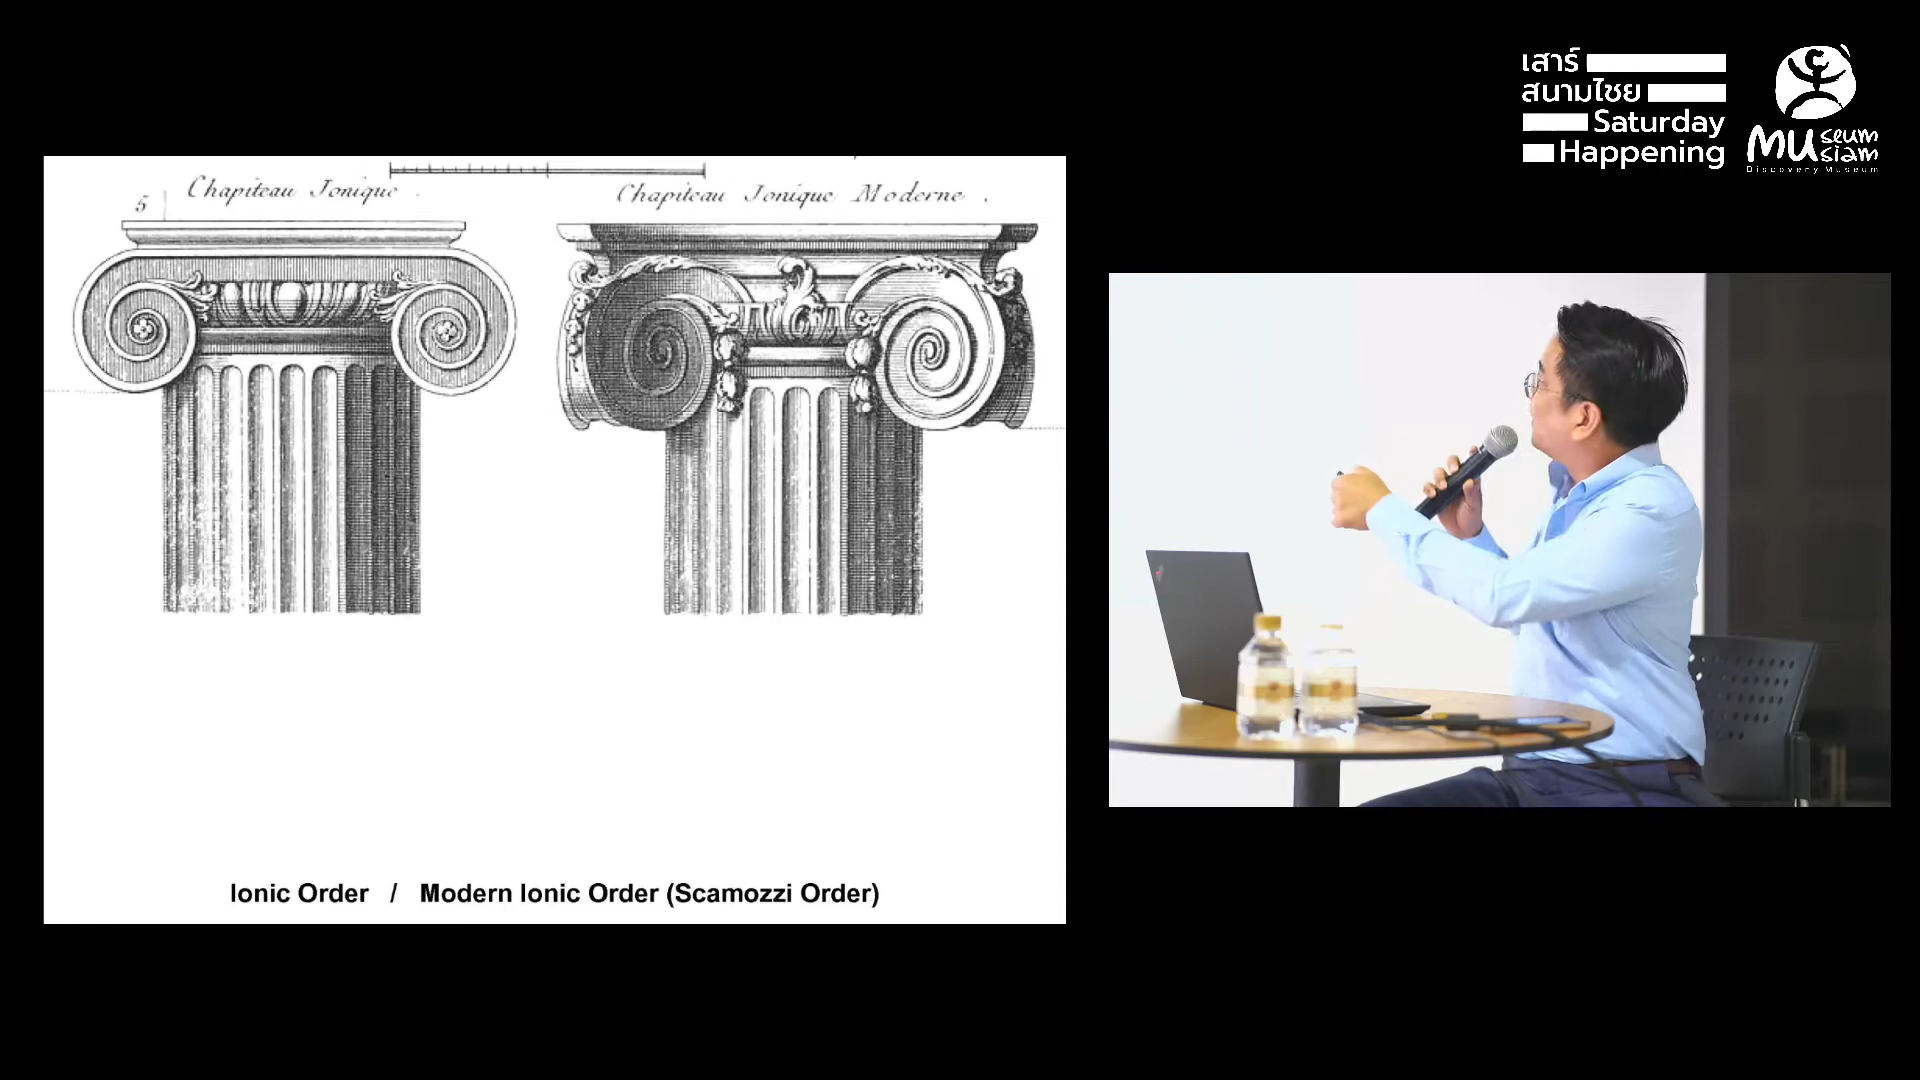 เสาร์
สนามไชย
Saturday
Happening
MUseum
siam
Discovery Museum
5
Chapiteau Jonique .
Chapiteau Jonique Moderne .
Ionic Order / Modern Ionic Order (Scamozzi Order)